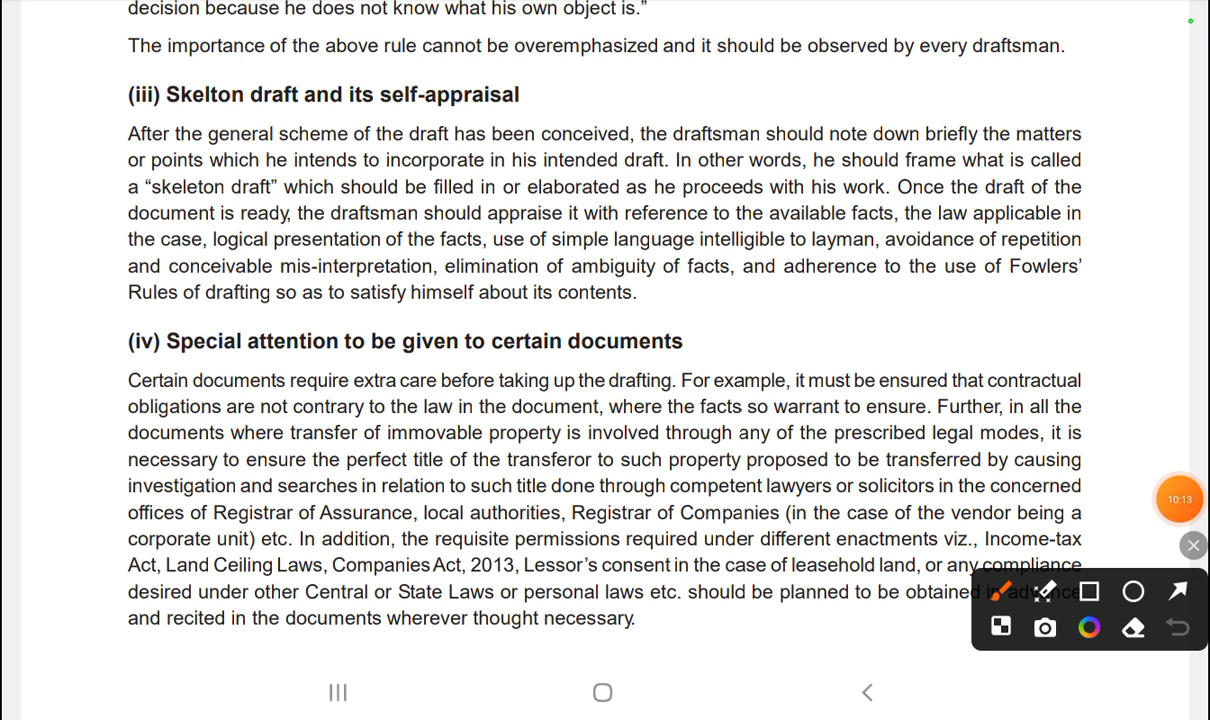 decision because he does not know what his own object is.”
The importance of the above rule cannot be overemphasized and it should be observed by every draftsman.
(iii) Skelton draft and its self-appraisal
After the general scheme of the draft has been conceived, the draftsman should note down briefly the matters
or points which he intends to incorporate in his intended draft. In other words, he should frame what is called
a “skeleton draft” which should be filled in or elaborated as he proceeds with his work. Once the draft of the
document is ready, the draftsman should appraise it with reference to the available facts, the law applicable in
the case, logical presentation of the facts, use of simple language intelligible to layman, avoidance of repetition
and conceivable mis-interpretation, elimination of ambiguity of facts, and adherence to the use of Fowlers’
Rules of drafting so as to satisfy himself about its contents.
(iv) Special attention to be given to certain documents
Certain documents require extra care before taking up the drafting. For example, it must be ensured that contractual
obligations are not contrary to the law in the document, where the facts so warrant to ensure. Further, in all the
documents where transfer of immovable property is involved through any of the prescribed legal modes, it is
necessary to ensure the perfect title of the transferor to such property proposed to be transferred by causing
investigation and searches in relation to such title done through competent lawyers or solicitors in the concerned
offices of Registrar of Assurance, local authorities, Registrar of Companies (in the case of the vendor being a
corporate unit) etc. In addition, the requisite permissions required under different enactments viz., Income-tax
Act, Land Ceiling Laws, Companies Act, 2013, Lessor’s consent in the case of leasehold land, or any compliance
desired under other Central or State Laws or personal laws etc. should be planned to be obtained in advance
and recited in the documents wherever thought necessary.
10:13